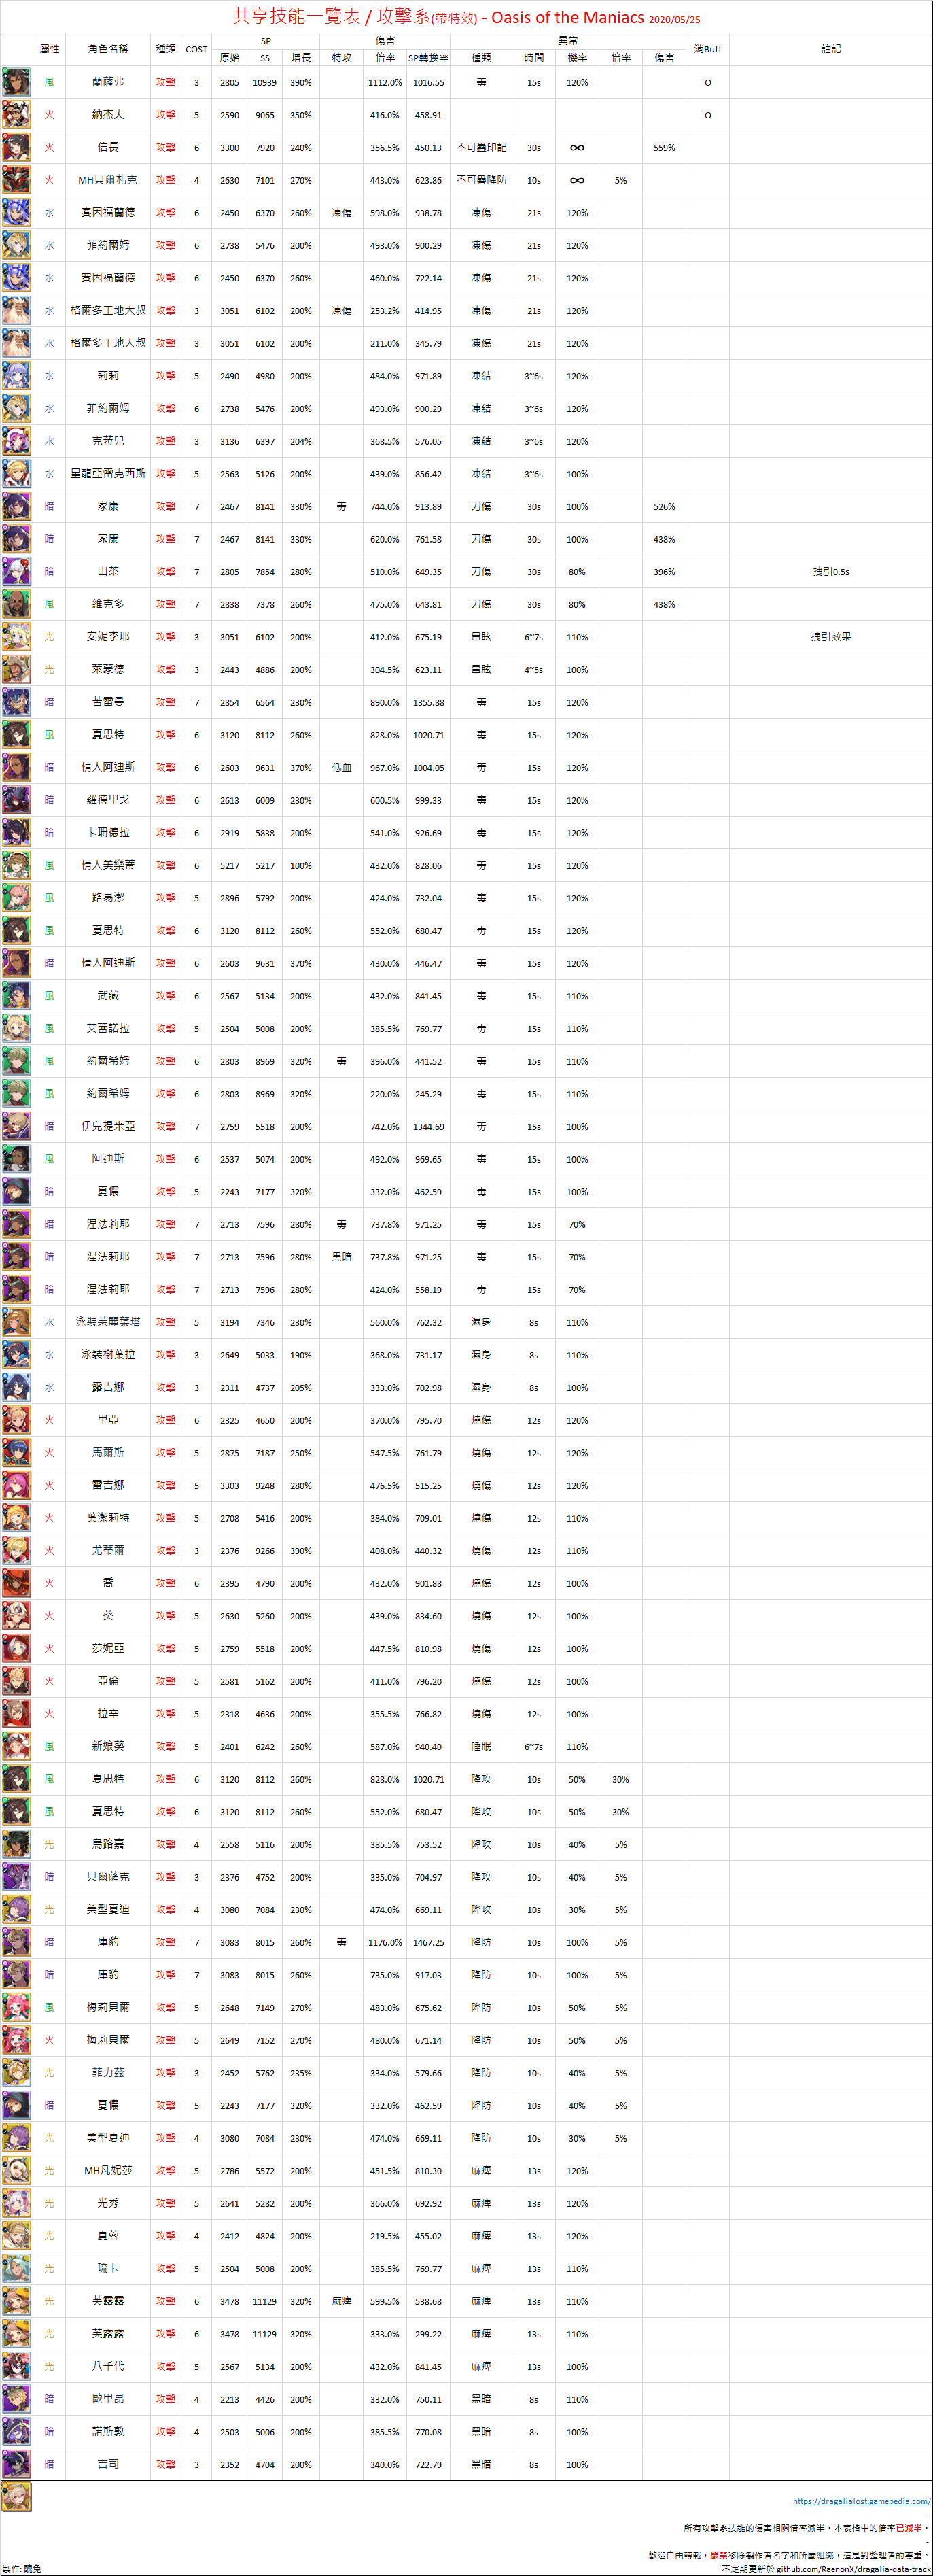 共享技能一覽表 / 攻擊系(帶特效) - Oasis of the Maniacs 2020/05/25
SP 傷害 異常
屬性 角色名稱 種類 COST 原始 SS 增長 特攻 倍率 SP轉換率 種類 時間 機率 倍率 傷害 消Buff 註記
風 蘭薩弗 攻擊 3 2805 10939 390% 1112.0% 1016.55 毒 15s 120% O
火 納杰夫 攻擊 5 2590 9065 350% 416.0% 458.91 O
火 信長 攻擊 6 3300 7920 240% 356.5% 450.13 不可疊印記 30s ∞ 559%
火 MH貝爾札克 攻擊 4 2630 7101 270% 443.0% 623.86 不可疊降防 10s ∞ 5%
水 賽因福蘭德 攻擊 6 2450 6370 260% 凍傷 598.0% 938.78 凍傷 21s 120%
水 菲約爾姆 攻擊 6 2738 5476 200% 493.0% 900.29 凍傷 21s 120%
水 賽因福蘭德 攻擊 6 2450 6370 260% 460.0% 722.14 凍傷 21s 120%
水 格爾多工地大叔 攻擊 3 3051 6102 200% 凍傷 253.2% 414.95 凍傷 21s 120%
水 格爾多工地大叔 攻擊 3 3051 6102 200% 211.0% 345.79 凍傷 21s 120%
水 莉莉 攻擊 5 2490 4980 200% 484.0% 971.89 凍結 3~6s 120%
水 菲約爾姆 攻擊 6 2738 5476 200% 493.0% 900.29 凍結 3~6s 120%
水 克菈兒 攻擊 3 3136 6397 204% 368.5% 576.05 凍結 3~6s 120%
水 星龍亞雷克西斯 攻擊 5 2563 5126 200% 439.0% 856.42 凍結 3~6s 100%
暗 家康 攻擊 7 2467 8141 330% 毒 744.0% 913.89 刀傷 30s 100% 526%
暗 家康 攻擊 7 2467 8141 330% 620.0% 761.58 刀傷 30s 100% 438%
暗 山茶 攻擊 7 2805 7854 280% 510.0% 649.35 刀傷 30s 80% 396% 拽引0.5s
風 維克多 攻擊 7 2838 7378 260% 475.0% 643.81 刀傷 30s 80% 438%
光 安妮李耶 攻擊 3 3051 6102 200% 412.0% 675.19 暈眩 6~7s 110% 拽引效果
光 萊蒙德 攻擊 3 2443 4886 200% 304.5% 623.11 暈眩 4~5s 100%
暗 苦雷曼 攻擊 7 2854 6564 230% 890.0% 1355.88 毒 15s 120%
風 夏思特 攻擊 6 3120 8112 260% 828.0% 1020.71 毒 15s 120%
暗 情人阿迪斯 攻擊 6 2603 9631 370% 低血 967.0% 1004.05 毒 15s 120%
暗 羅德里戈 攻擊 6 2613 6009 230% 600.5% 999.33 毒 15s 120%
暗 卡珊德拉 攻擊 6 2919 5838 200% 541.0% 926.69 毒 15s 120%
風 情人美樂蒂 攻擊 6 5217 5217 100% 432.0% 828.06 毒 15s 120%
風 路易潔 攻擊 5 2896 5792 200% 424.0% 732.04 毒 15s 120%
風 夏思特 攻擊 6 3120 8112 260% 552.0% 680.47 毒 15s 120%
暗 情人阿迪斯 攻擊 6 2603 9631 370% 430.0% 446.47 毒 15s 120%
風 武藏 攻擊 6 2567 5134 200% 432.0% 841.45 毒 15s 110%
風 艾蕾諾拉 攻擊 5 2504 5008 200% 385.5% 769.77 毒 15s 110%
風 約爾希姆 攻擊 6 2803 8969 320% 毒 396.0% 441.52 毒 15s 110%
風 約爾希姆 攻擊 6 2803 8969 320% 220.0% 245.29 毒 15s 110%
暗 伊兒提米亞 攻擊 7 2759 5518 200% 742.0% 1344.69 毒 15s 100%
風 阿迪斯 攻擊 6 2537 5074 200% 492.0% 969.65 毒 15s 100%
暗 夏儂 攻擊 5 2243 7177 320% 332.0% 462.59 毒 15s 100%
暗 涅法莉耶 攻擊 7 2713 7596 280% 毒 737.8% 971.25 毒 15s 70%
暗 涅法莉耶 攻擊 7 2713 7596 280% 黑暗 737.8% 971.25 毒 15s 70%
暗 涅法莉耶 攻擊 7 2713 7596 280% 424.0% 558.19 毒 15s 70%
水 泳裝茱麗葉塔 攻擊 5 3194 7346 230% 560.0% 762.32 濕身 8s 110%
水 泳裝榭葉拉 攻擊 3 2649 5033 190% 368.0% 731.17 濕身 8s 110%
水 露吉娜 攻擊 3 2311 4737 205% 333.0% 702.98 濕身 8s 100%
火 里亞 攻擊 6 2325 4650 200% 370.0% 795.70 燒傷 12s 120%
火 馬爾斯 攻擊 5 2875 7187 250% 547.5% 761.79 燒傷 12s 120%
火 雷吉娜 攻擊 5 3303 9248 280% 476.5% 515.25 燒傷 12s 120%
火 葉潔莉特 攻擊 5 2708 5416 200% 384.0% 709.01 燒傷 12s 110%
火 尤蒂爾 攻擊 3 2376 9266 390% 408.0% 440.32 燒傷 12s 110%
火 喬 攻擊 6 2395 4790 200% 432.0% 901.88 燒傷 12s 100%
火 葵 攻擊 5 2630 5260 200% 439.0% 834.60 燒傷 12s 100%
火 莎妮亞 攻擊 5 2759 5518 200% 447.5% 810.98 燒傷 12s 100%
火 亞倫 攻擊 5 2581 5162 200% 411.0% 796.20 燒傷 12s 100%
火 拉辛 攻擊 5 2318 4636 200% 355.5% 766.82 燒傷 12s 100%
風 新娘葵 攻擊 5 2401 6242 260% 587.0% 940.40 睡眠 6~7s 110%
風 夏思特 攻擊 6 3120 8112 260% 828.0% 1020.71 降攻 10s 50% 30%
風 夏思特 攻擊 6 3120 8112 260% 552.0% 680.47 降攻 10s 50% 30%
光 烏路嘉 攻擊 4 2558 5116 200% 385.5% 753.52 降攻 10s 40% 5%
暗 貝爾薩克 攻擊 3 2376 4752 200% 335.0% 704.97 降攻 10s 40% 5%
光 美型夏迪 攻擊 4 3080 7084 230% 474.0% 669.11 降攻 10s 30% 5%
暗 庫豹 攻擊 7 3083 8015 260% 毒 1176.0% 1467.25 降防 10s 100% 5%
暗 庫豹 攻擊 7 3083 8015 260% 735.0% 917.03 降防 10s 100% 5%
風 梅莉貝爾 攻擊 5 2648 7149 270% 483.0% 675.62 降防 10s 50% 5%
火 梅莉貝爾 攻擊 5 2649 7152 270% 480.0% 671.14 降防 10s 50% 5%
光 菲力茲 攻擊 3 2452 5762 235% 334.0% 579.66 降防 10s 40% 5%
暗 夏儂 攻擊 5 2243 7177 320% 332.0% 462.59 降防 10s 40% 5%
光 美型夏迪 攻擊 4 3080 7084 230% 474.0% 669.11 降防 10s 30% 5%
光 MH凡妮莎 攻擊 5 2786 5572 200% 451.5% 810.30 麻痺 13s 120%
光 光秀 攻擊 5 2641 5282 200% 366.0% 692.92 麻痺 13s 120%
光 夏蓉 攻擊 4 2412 4824 200% 219.5% 455.02 麻痺 13s 120%
光 琉卡 攻擊 5 2504 5008 200% 385.5% 769.77 麻痺 13s 110%
光 芙露露 攻擊 6 3478 11129 320% 麻痺 599.5% 538.68 麻痺 13s 110%
光 芙露露 攻擊 6 3478 11129 320% 333.0% 299.22 麻痺 13s 110%
光 八千代 攻擊 5 2567 5134 200% 432.0% 841.45 麻痺 13s 100%
暗 歐里昂 攻擊 4 2213 4426 200% 332.0% 750.11 黑暗 8s 110%
暗 諾斯敦 攻擊 4 2503 5006 200% 385.5% 770.08 黑暗 8s 100%
暗 吉司 攻擊 3 2352 4704 200% 340.0% 722.79 黑暗 8s 100%
https://dragalialost.gamepedia.com/
-
所有攻擊系技能的傷害相關倍率減半，本表格中的倍率已減半。
-
歡迎自由轉載，嚴禁移除製作者名字和所屬組織，這是對整理者的尊重。
製作: 醜兔 不定期更新於 github.com/RaenonX/dragalia-data-track